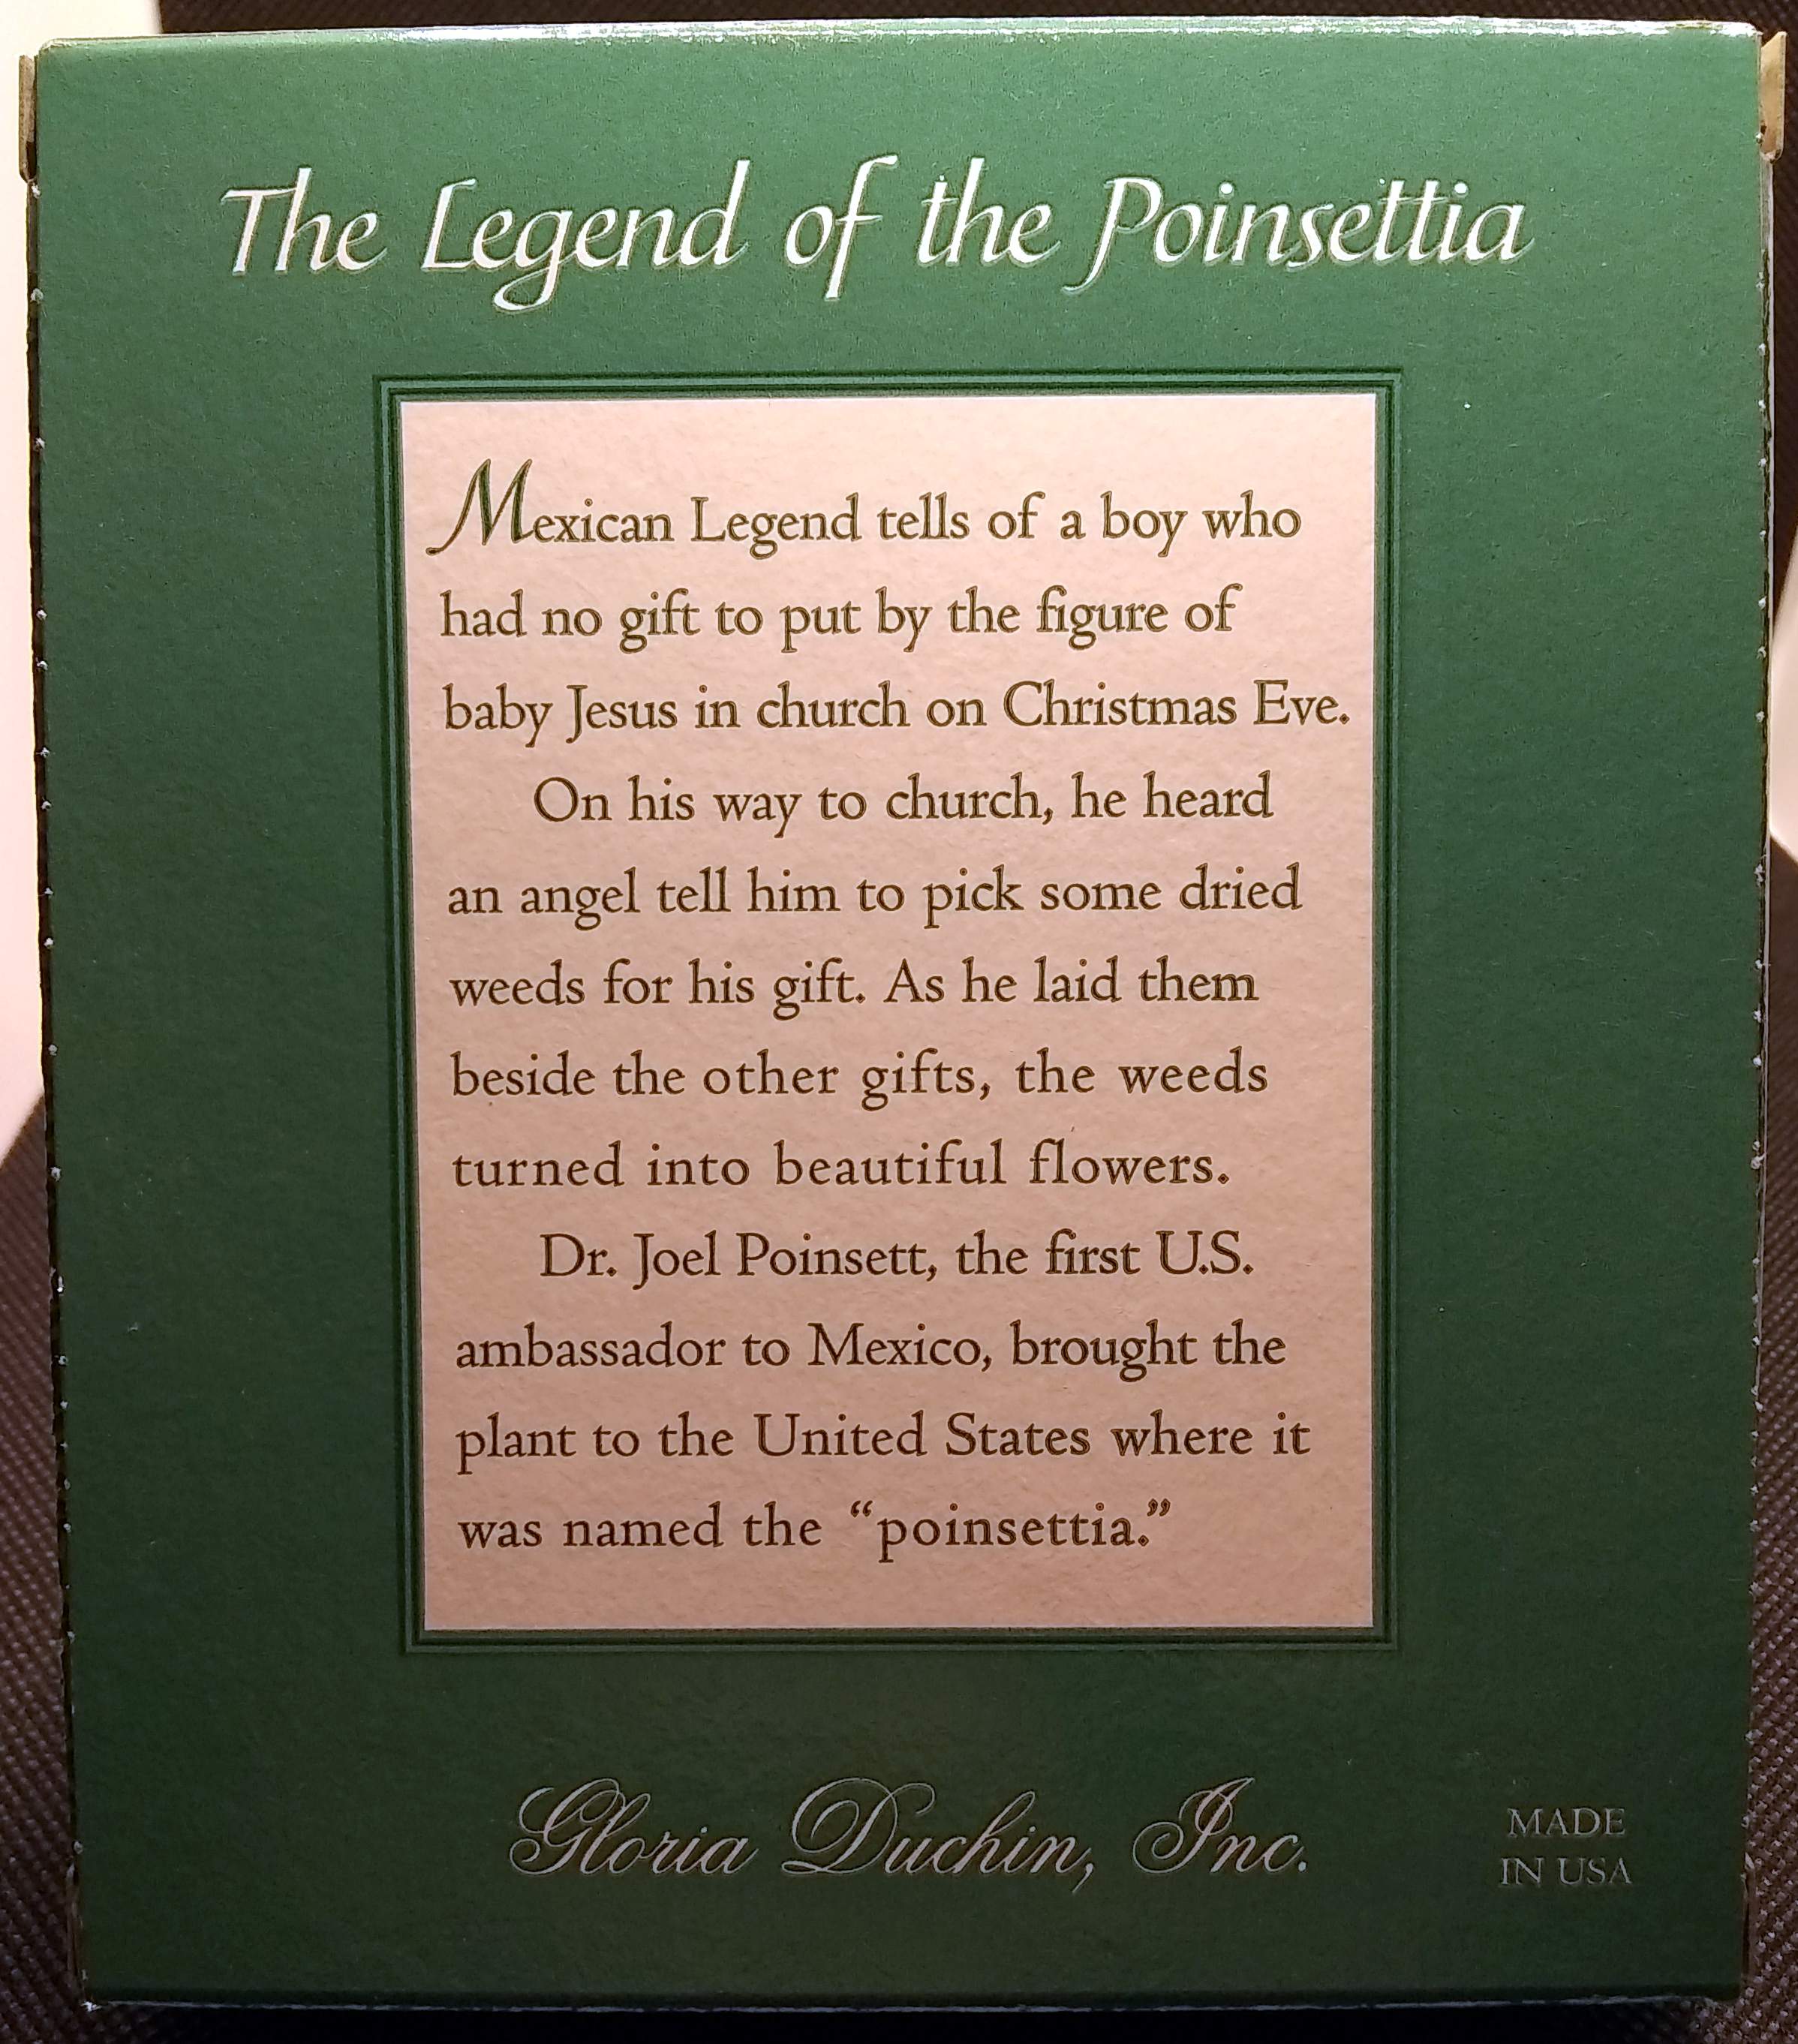 The Legend of the Poinsettia
Mexican Legend tells of a boy who
had no gift to put by the figure of
baby Jesus in church on Christmas Eve.
On his way to church, he heard
an angel tell him to pick some dried
weeds for his gift. As he laid them
beside the other gifts, the weeds
turned into beautiful flowers.
Dr. Joel Poinsett, the first U.S.
ambassador to Mexico, brought the
plant to the United States where it
was named the “poinsettia.”
Gloria Duchin, Inc.
MADE
IN USA